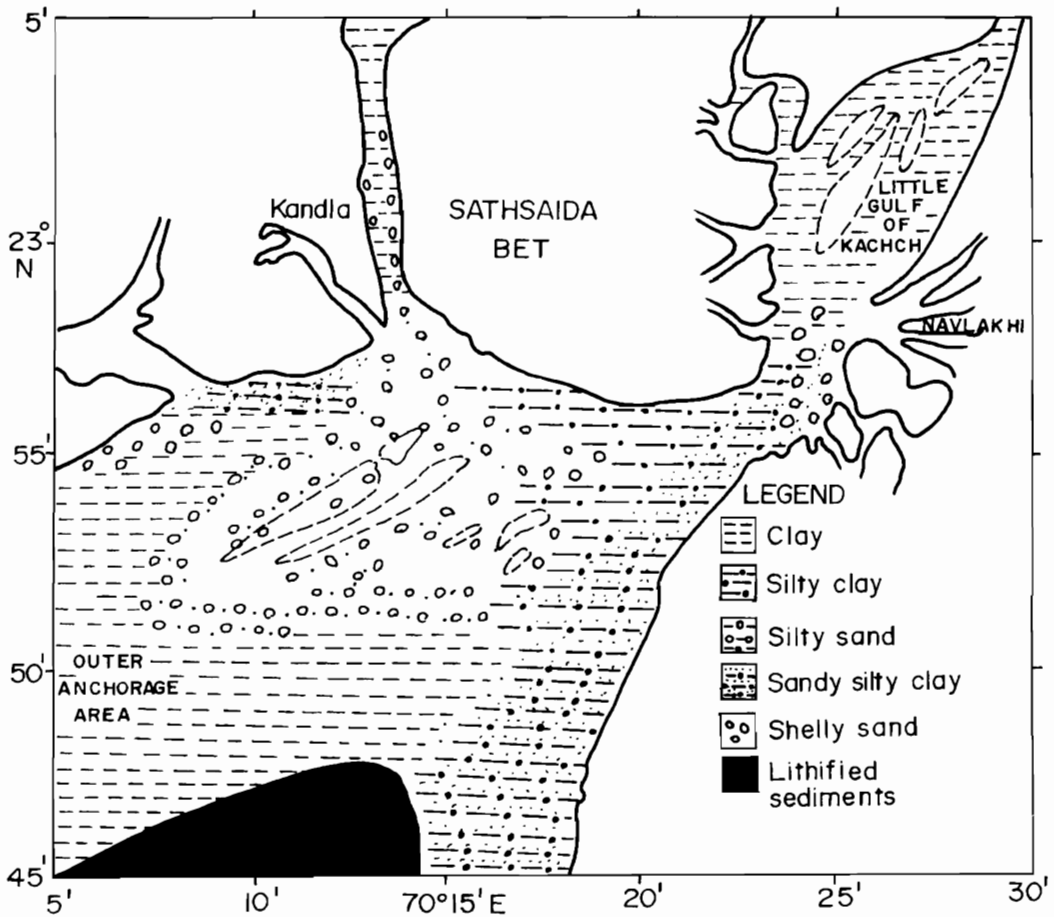 5'
Kandla
SATHSAIDA
BET
LITTLE
GULF
OF
KACHCH
23°
N
NAVLAKHI
55'
LEGEND
Clay
Silty clay
Silty sand
Sandy silty clay
Shelly sand
Lithified
sediments
50'
OUTER
ANCHORAGE
AREA
45'
5'
10'
70°15'E
20'
25'
30'